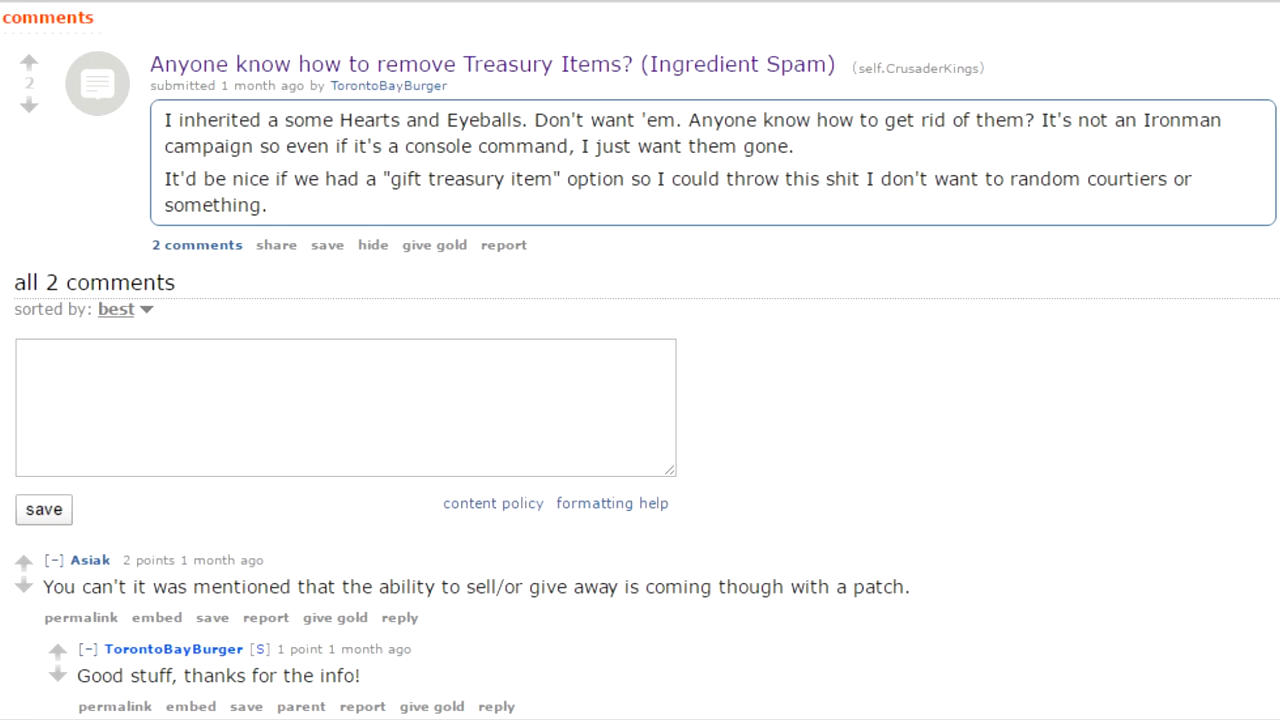 comments
2
Anyone know how to remove Treasury Items? (Ingredient Spam) (self.CrusaderKings)
submitted 1 month ago by TorontoBayBurger
I inherited a some Hearts and Eyeballs. Don't want 'em. Anyone know how to get rid of them? It's not an Ironman
campaign so even if it's a console command, I just want them gone.
It'd be nice if we had a "gift treasury item" option so I could throw this shit I don't want to random courtiers or
something.
2 comments share save hide give gold report
all 2 comments
sorted by: best
save content policy formatting help
[–] Asiak 2 points 1 month ago
You can't it was mentioned that the ability to sell/or give away is coming though with a patch.
permalink embed save report give gold reply
[–] TorontoBayBurger [S] 1 point 1 month ago
Good stuff, thanks for the info!
permalink embed save parent report give gold reply